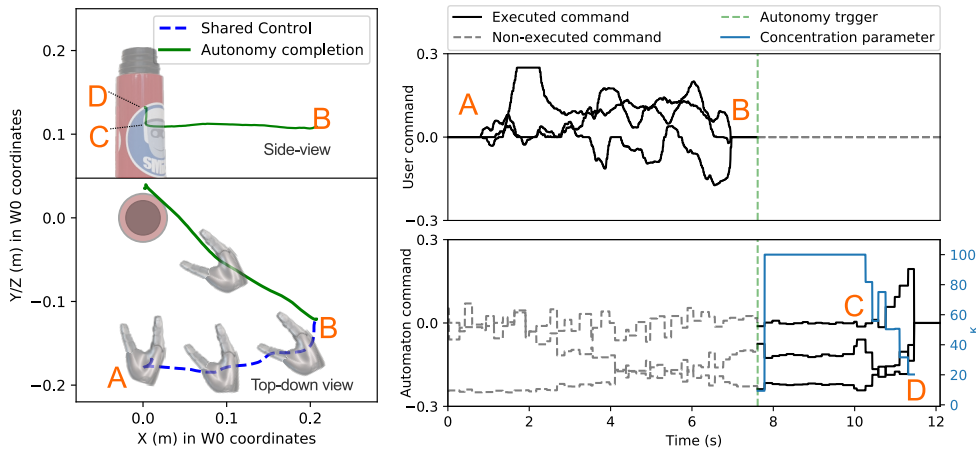 Shared Control
Autonomy completion
0.2
0.1
D
C
B
Side-view
0.0
−0.1
−0.2
A
B
Top-down view
0.0
0.1
0.2
X (m) in W0 coordinates
Y/Z (m) in W0 coordinates
Executed command
Non-executed command
Autonomy trgger
Concentration parameter
0.3
0.0
−0.3
User command
A
B
0.3
0.0
−0.3
Automaton command
C
D
100
80
60
40
20
0
κ
0
2
4
6
8
10
12
Time (s)